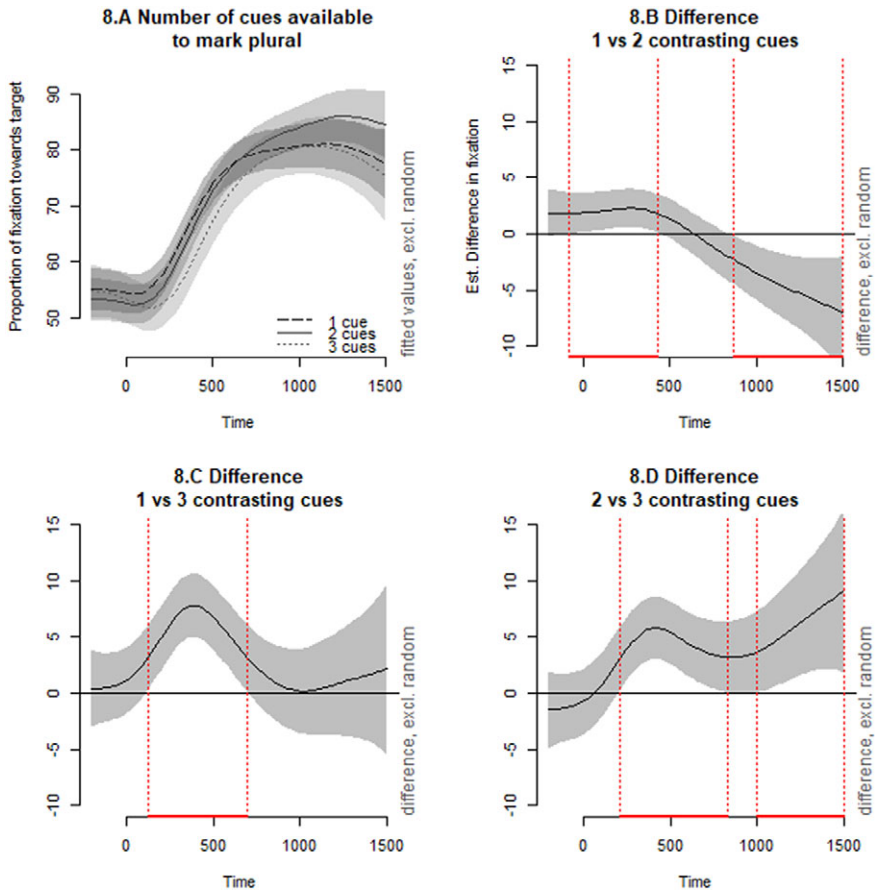 8.A Number of cues available
to mark plural
Proportion of fixation towards target
90
80
70
60
50
1 cue
2 cues
3 cues
fitted values, excl. random
0 500 1000 1500
Time
8.B Difference
1 vs 2 contrasting cues
Est. Difference in fixation
15
10
5
0
-5
-10
difference, excl. random
0 500 1000 1500
Time
8.C Difference
1 vs 3 contrasting cues
15
10
5
0
-5
-10
difference, excl. random
0 500 1000 1500
Time
8.D Difference
2 vs 3 contrasting cues
15
10
5
0
-5
-10
difference, excl. random
0 500 1000 1500
Time